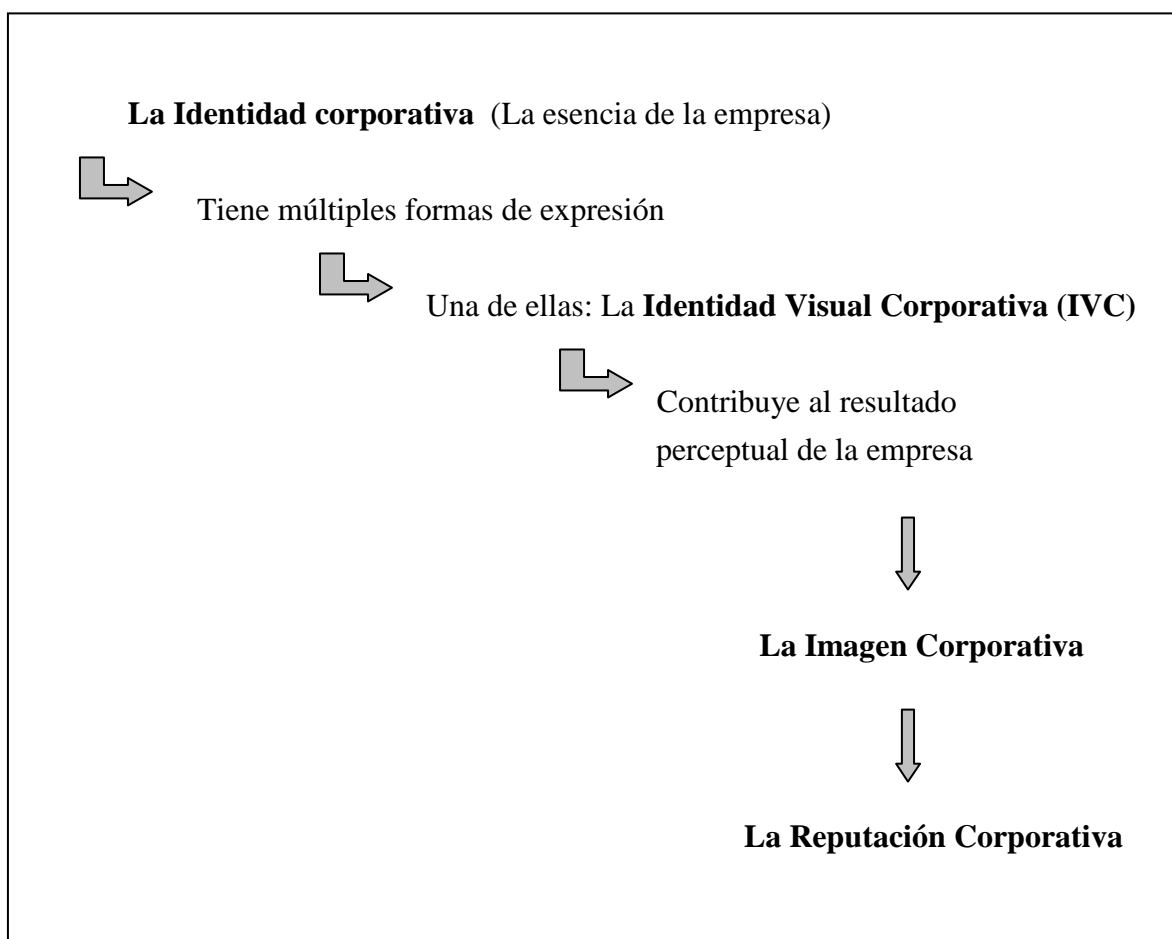 La Identidad corporativa (La esencia de la empresa)
Tiene múltiples formas de expresión
Una de ellas: La Identidad Visual Corporativa (IVC)
Contribuye al resultado
perceptual de la empresa
La Imagen Corporativa
La Reputación Corporativa